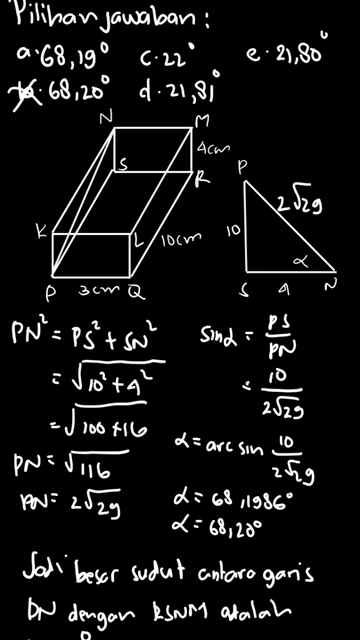 Pilihan jawaban:
a. 68,19° c. 22° e. 21,80°
b. 68,20° d. 21,81°
N M
S 4cm
R
P
2√29
K L 10cm
10
α
P 3cm Q
S 4 N
PN² = PS² + SN²
= √10² + 4²
= √100 + 16
PN = √116
PN = 2√29
sin α = PS/PN
= 10/2√29
α = arc sin 10/2√29
α = 68,1986°
α = 68,20°
Jadi besar sudut antara garis
PN dengan RSNM adalah